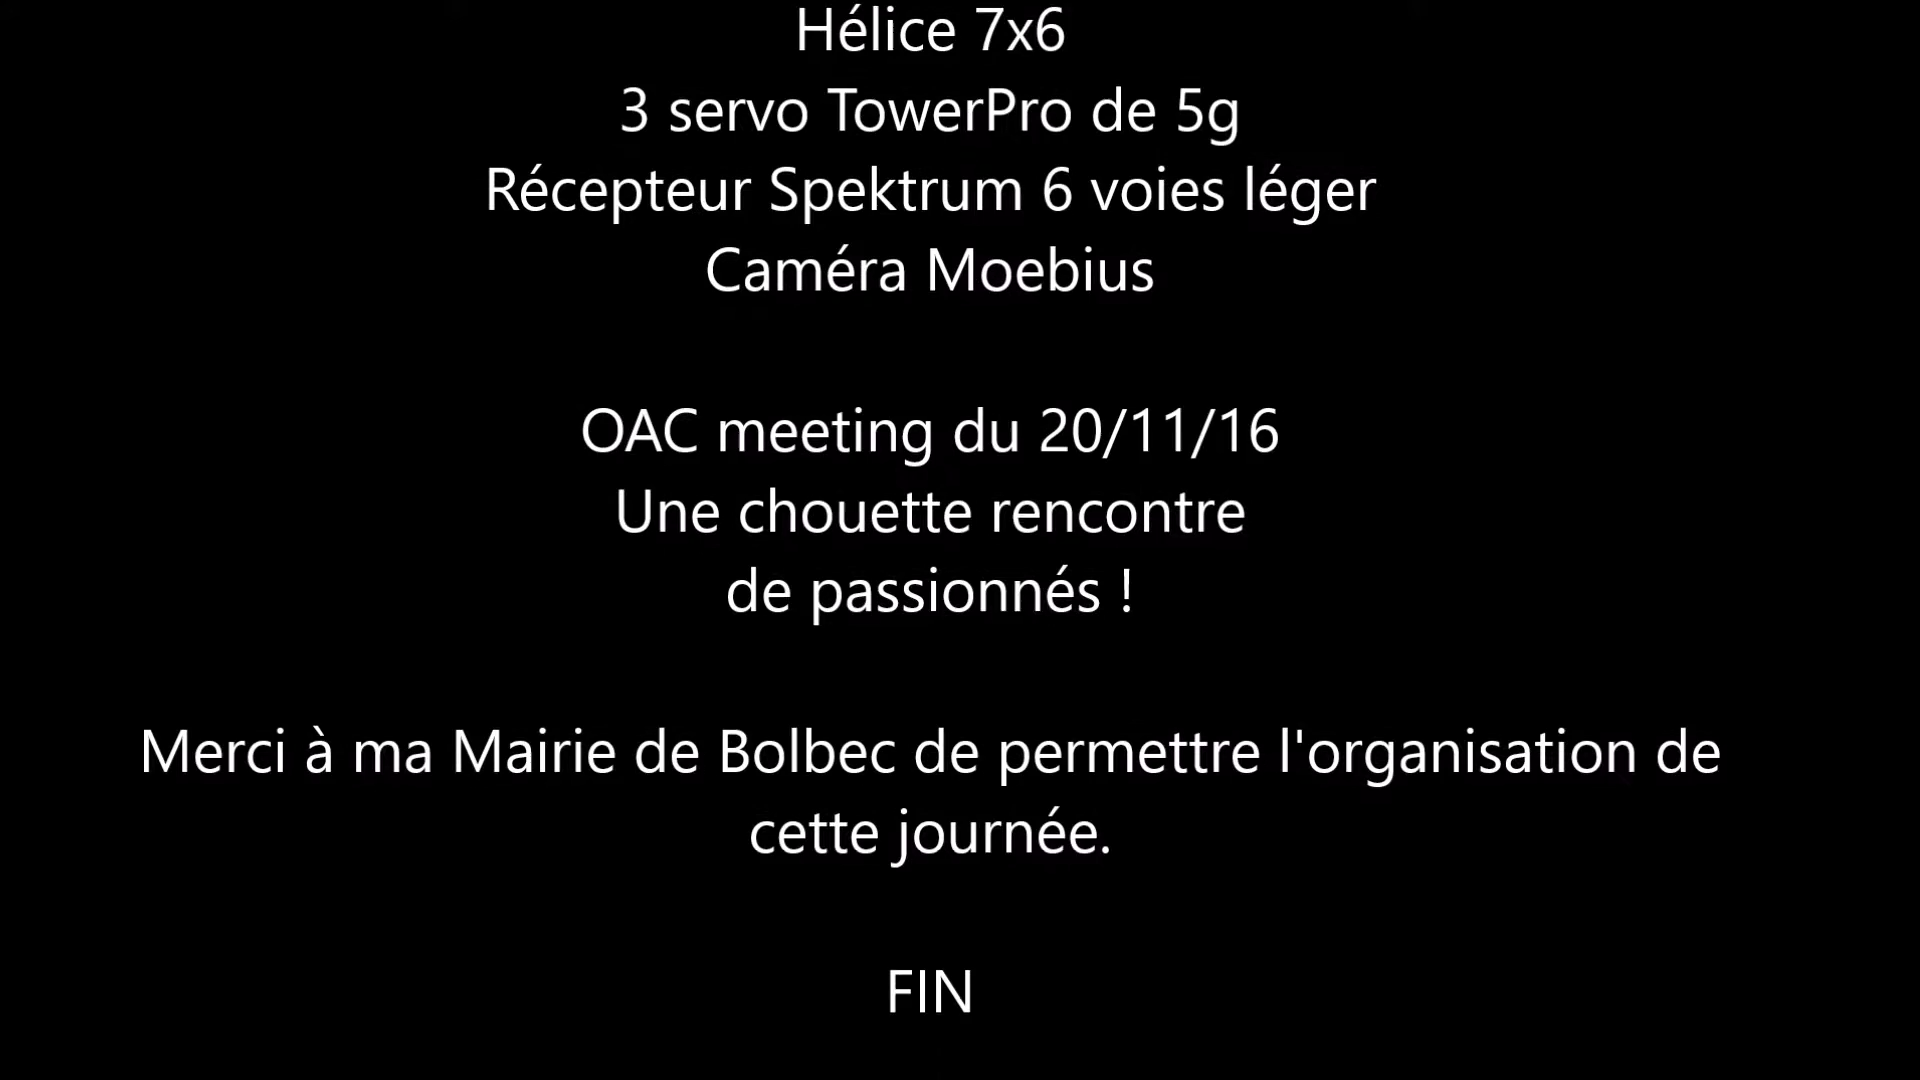 Hélice 7x6
3 servo TowerPro de 5g
Récepteur Spektrum 6 voies léger
Caméra Moebius
OAC meeting du 20/11/16
Une chouette rencontre
de passionnés !
Merci à ma Mairie de Bolbec de permettre l'organisation de
cette journée.
FIN